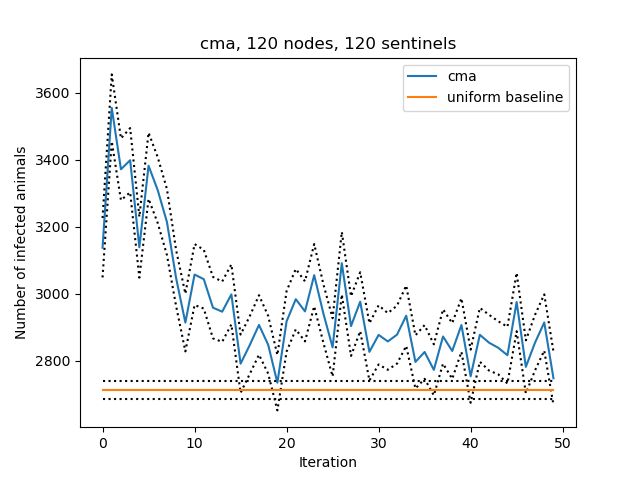 cma, 120 nodes, 120 sentinels
cma
uniform baseline
Number of infected animals
3600
3400
3200
3000
2800
0 10 20 30 40 50
Iteration